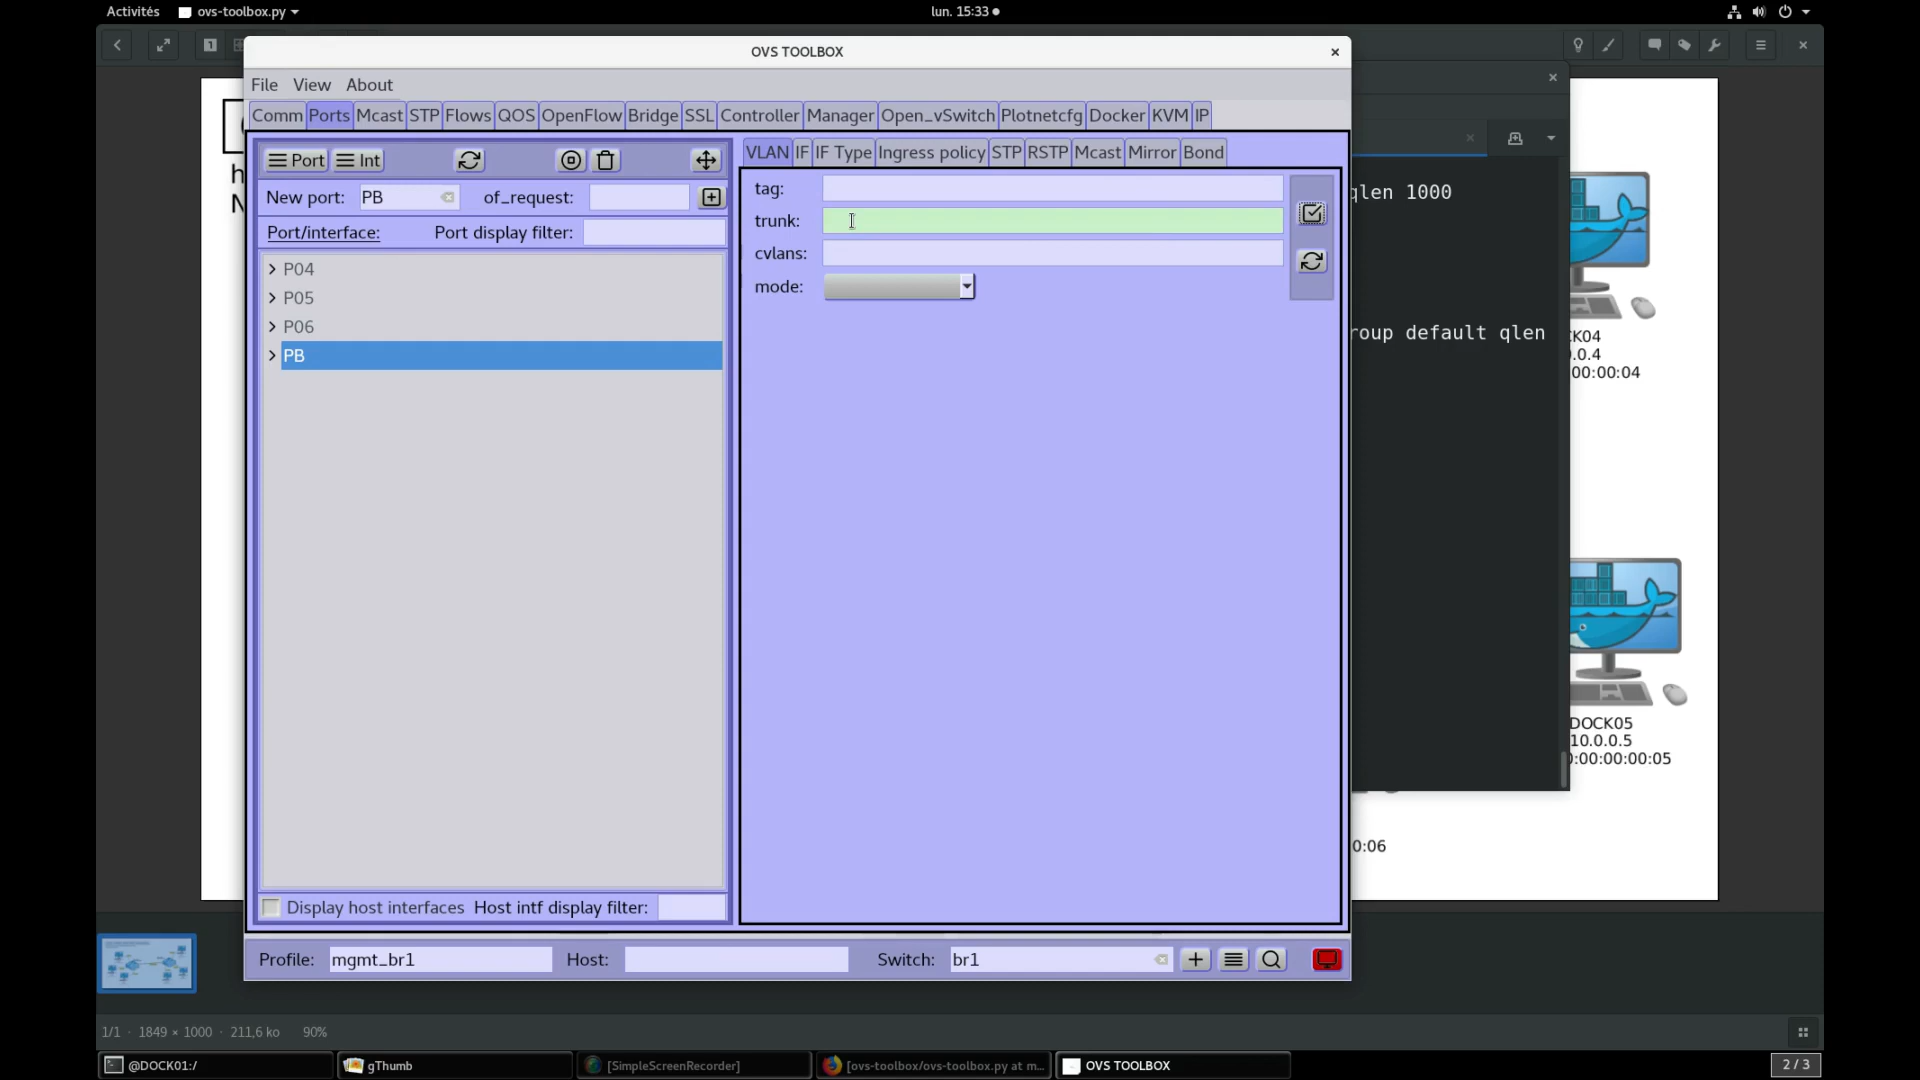 Activités ovs-toolbox.py
lun. 15:33
OVS TOOLBOX
File View About
Comm Ports Mcast STP Flows QOS OpenFlow Bridge SSL Controller Manager Open_vSwitch Plotnetcfg Docker KVM IP
Port Int
New port: PB of_request:
Port/interface: Port display filter:
P04
P05
P06
PB
Display host interfaces Host intf display filter:
VLAN IF IF Type Ingress policy STP RSTP Mcast Mirror Bond
tag:
trunk:
cvlans:
mode:
Profile: mgmt_br1 Host: Switch: br1
qlen 1000
roup default qlen
CK04
.0.4
00:00:04
DOCK05
10.0.0.5
0:00:00:00:05
0:06
1/1 · 1849 × 1000 · 211,6 ko 90%
@DOCK01:/ gThumb [SimpleScreenRecorder] [ovs-toolbox/ovs-toolbox.py at m... OVS TOOLBOX 2 / 3